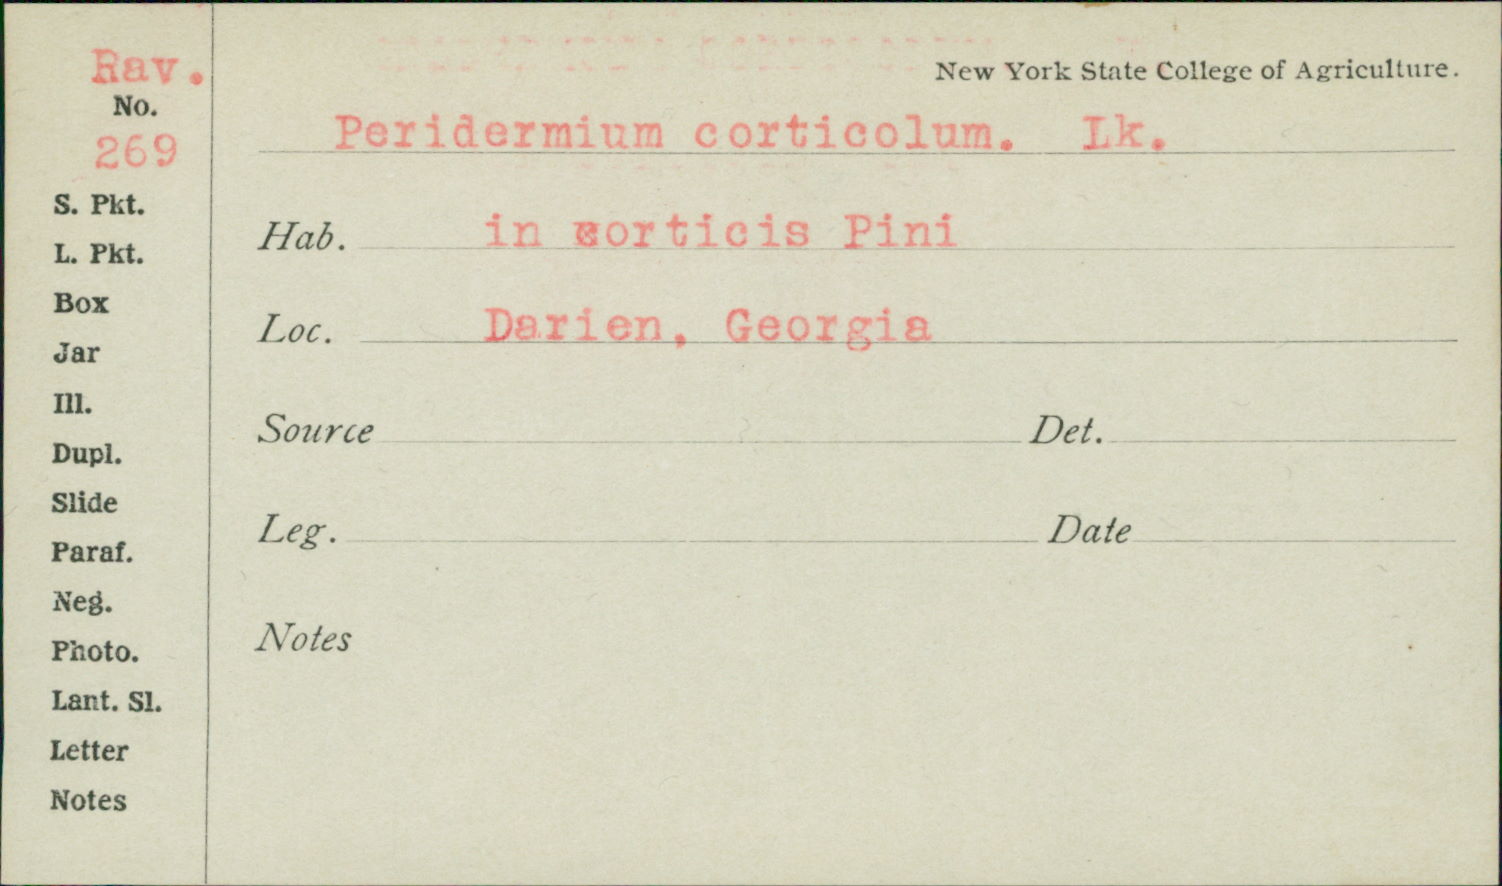 Rav.
No.
269
S. Pkt.
L. Pkt.
Box
Jar
Ill.
Dupl.
Slide
Paraf.
Neg.
Photo.
Lant. Sl.
Letter
Notes
New York State College of Agriculture.
Peridermium corticolum. Lk.
Hab. in corticis Pini
Loc. Darien, Georgia
Source Det.
Leg. Date
Notes